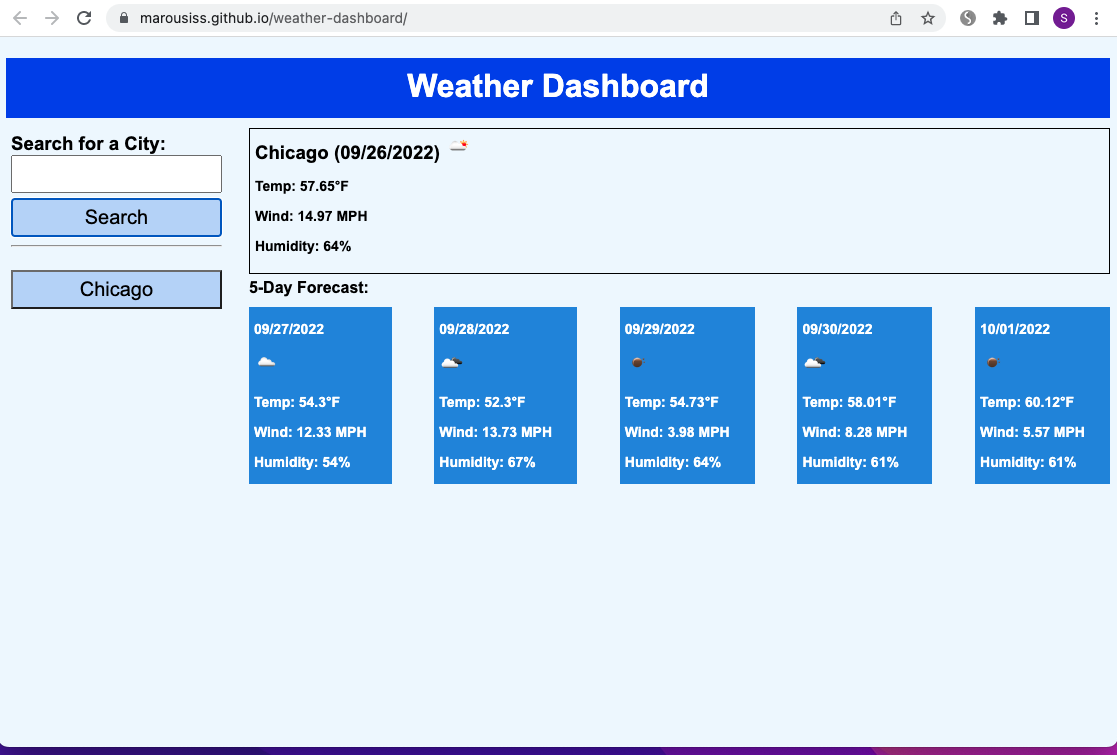 marousiss.github.io/weather-dashboard/
S
Weather Dashboard
Search for a City:
Search
Chicago
Chicago (09/26/2022)
Temp: 57.65°F
Wind: 14.97 MPH
Humidity: 64%
5-Day Forecast:
09/27/2022
Temp: 54.3°F
Wind: 12.33 MPH
Humidity: 54%
09/28/2022
Temp: 52.3°F
Wind: 13.73 MPH
Humidity: 67%
09/29/2022
Temp: 54.73°F
Wind: 3.98 MPH
Humidity: 64%
09/30/2022
Temp: 58.01°F
Wind: 8.28 MPH
Humidity: 61%
10/01/2022
Temp: 60.12°F
Wind: 5.57 MPH
Humidity: 61%